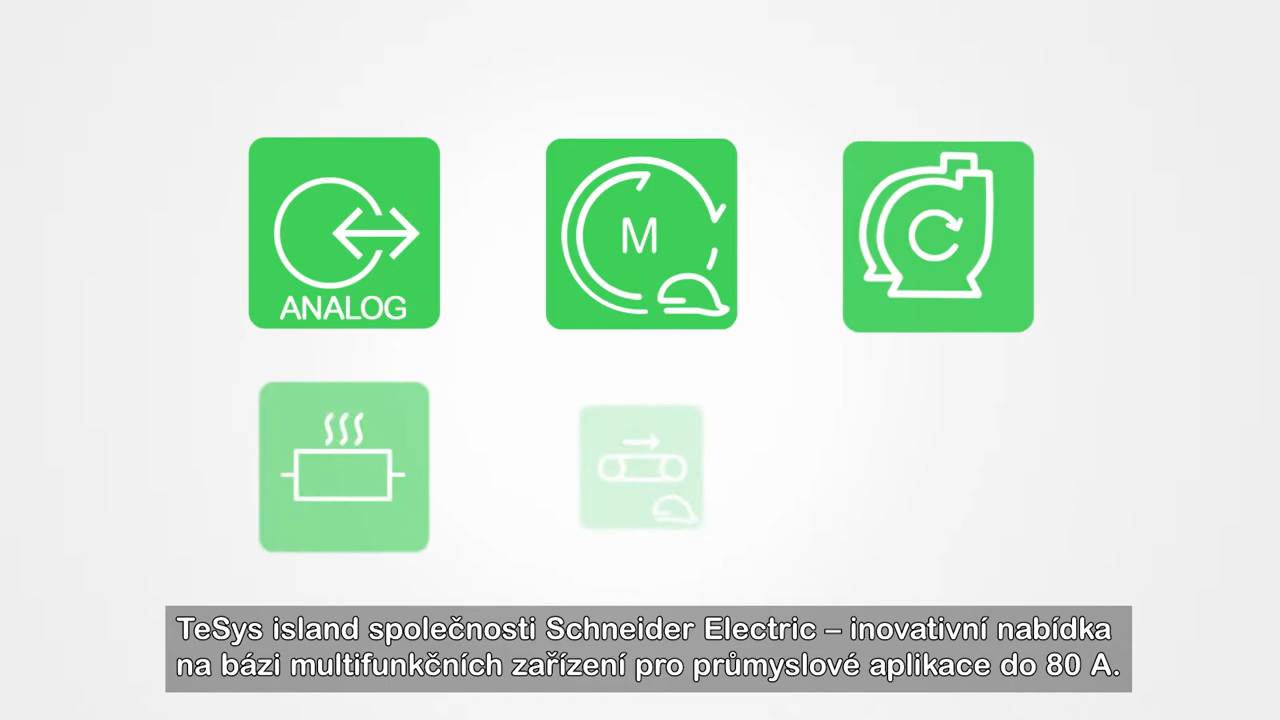 ANALOG
M
TeSys island společnosti Schneider Electric – inovativní nabídka
na bázi multifunkčních zařízení pro průmyslové aplikace do 80 A.